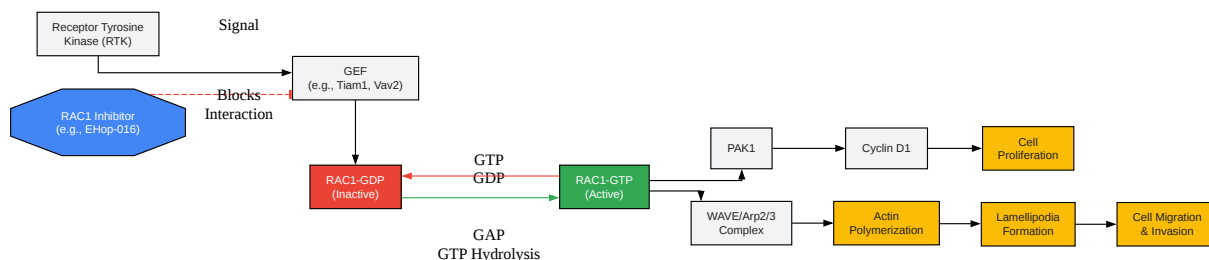 Receptor Tyrosine
Kinase (RTK)
Signal
GEF
(e.g., Tiam1, Vav2)
Blocks
Interaction
RAC1 Inhibitor
(e.g., EHop-016)
RAC1-GDP
(Inactive)
GTP
GDP
RAC1-GTP
(Active)
GAP
GTP Hydrolysis
PAK1
Cyclin D1
Cell
Proliferation
WAVE/Arp2/3
Complex
Actin
Polymerization
Lamellipodia
Formation
Cell Migration
& Invasion